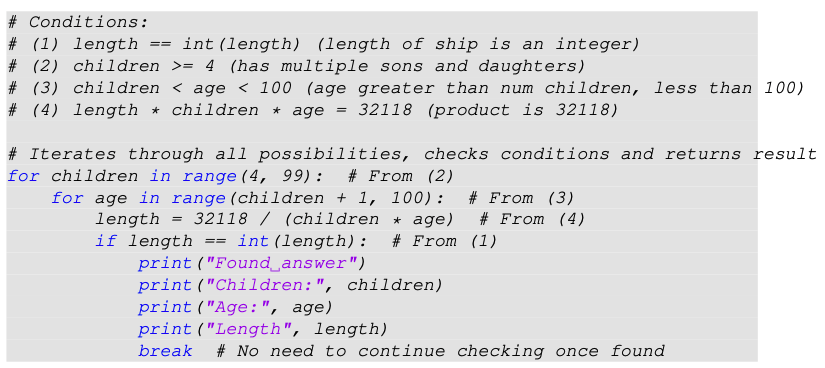 # Conditions:
# (1) length == int(length) (length of ship is an integer)
# (2) children >= 4 (has multiple sons and daughters)
# (3) children < age < 100 (age greater than num children, less than 100)
# (4) length * children * age = 32118 (product is 32118)

# Iterates through all possibilities, checks conditions and returns result
for children in range(4, 99):  # From (2)
    for age in range(children + 1, 100):  # From (3)
        length = 32118 / (children * age)  # From (4)
        if length == int(length):  # From (1)
            print("Found␣answer")
            print("Children:", children)
            print("Age:", age)
            print("Length", length)
            break  # No need to continue checking once found